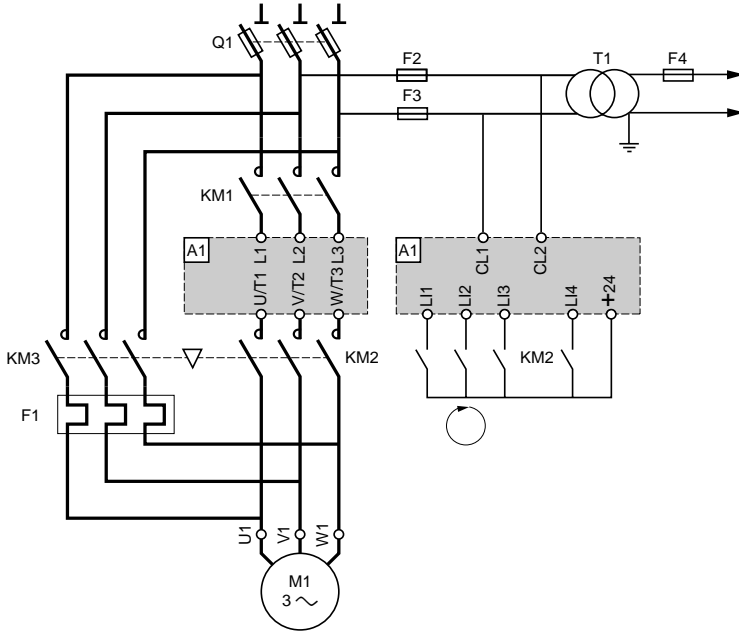 Q1
F2
T1
F4
F3
KM1
A1
L1
L2
L3
U/T1
V/T2
W/T3
A1
CL1
CL2
LI1
LI2
LI3
LI4
+24
KM3
KM2
KM2
F1
U1
V1
W1
M1
3